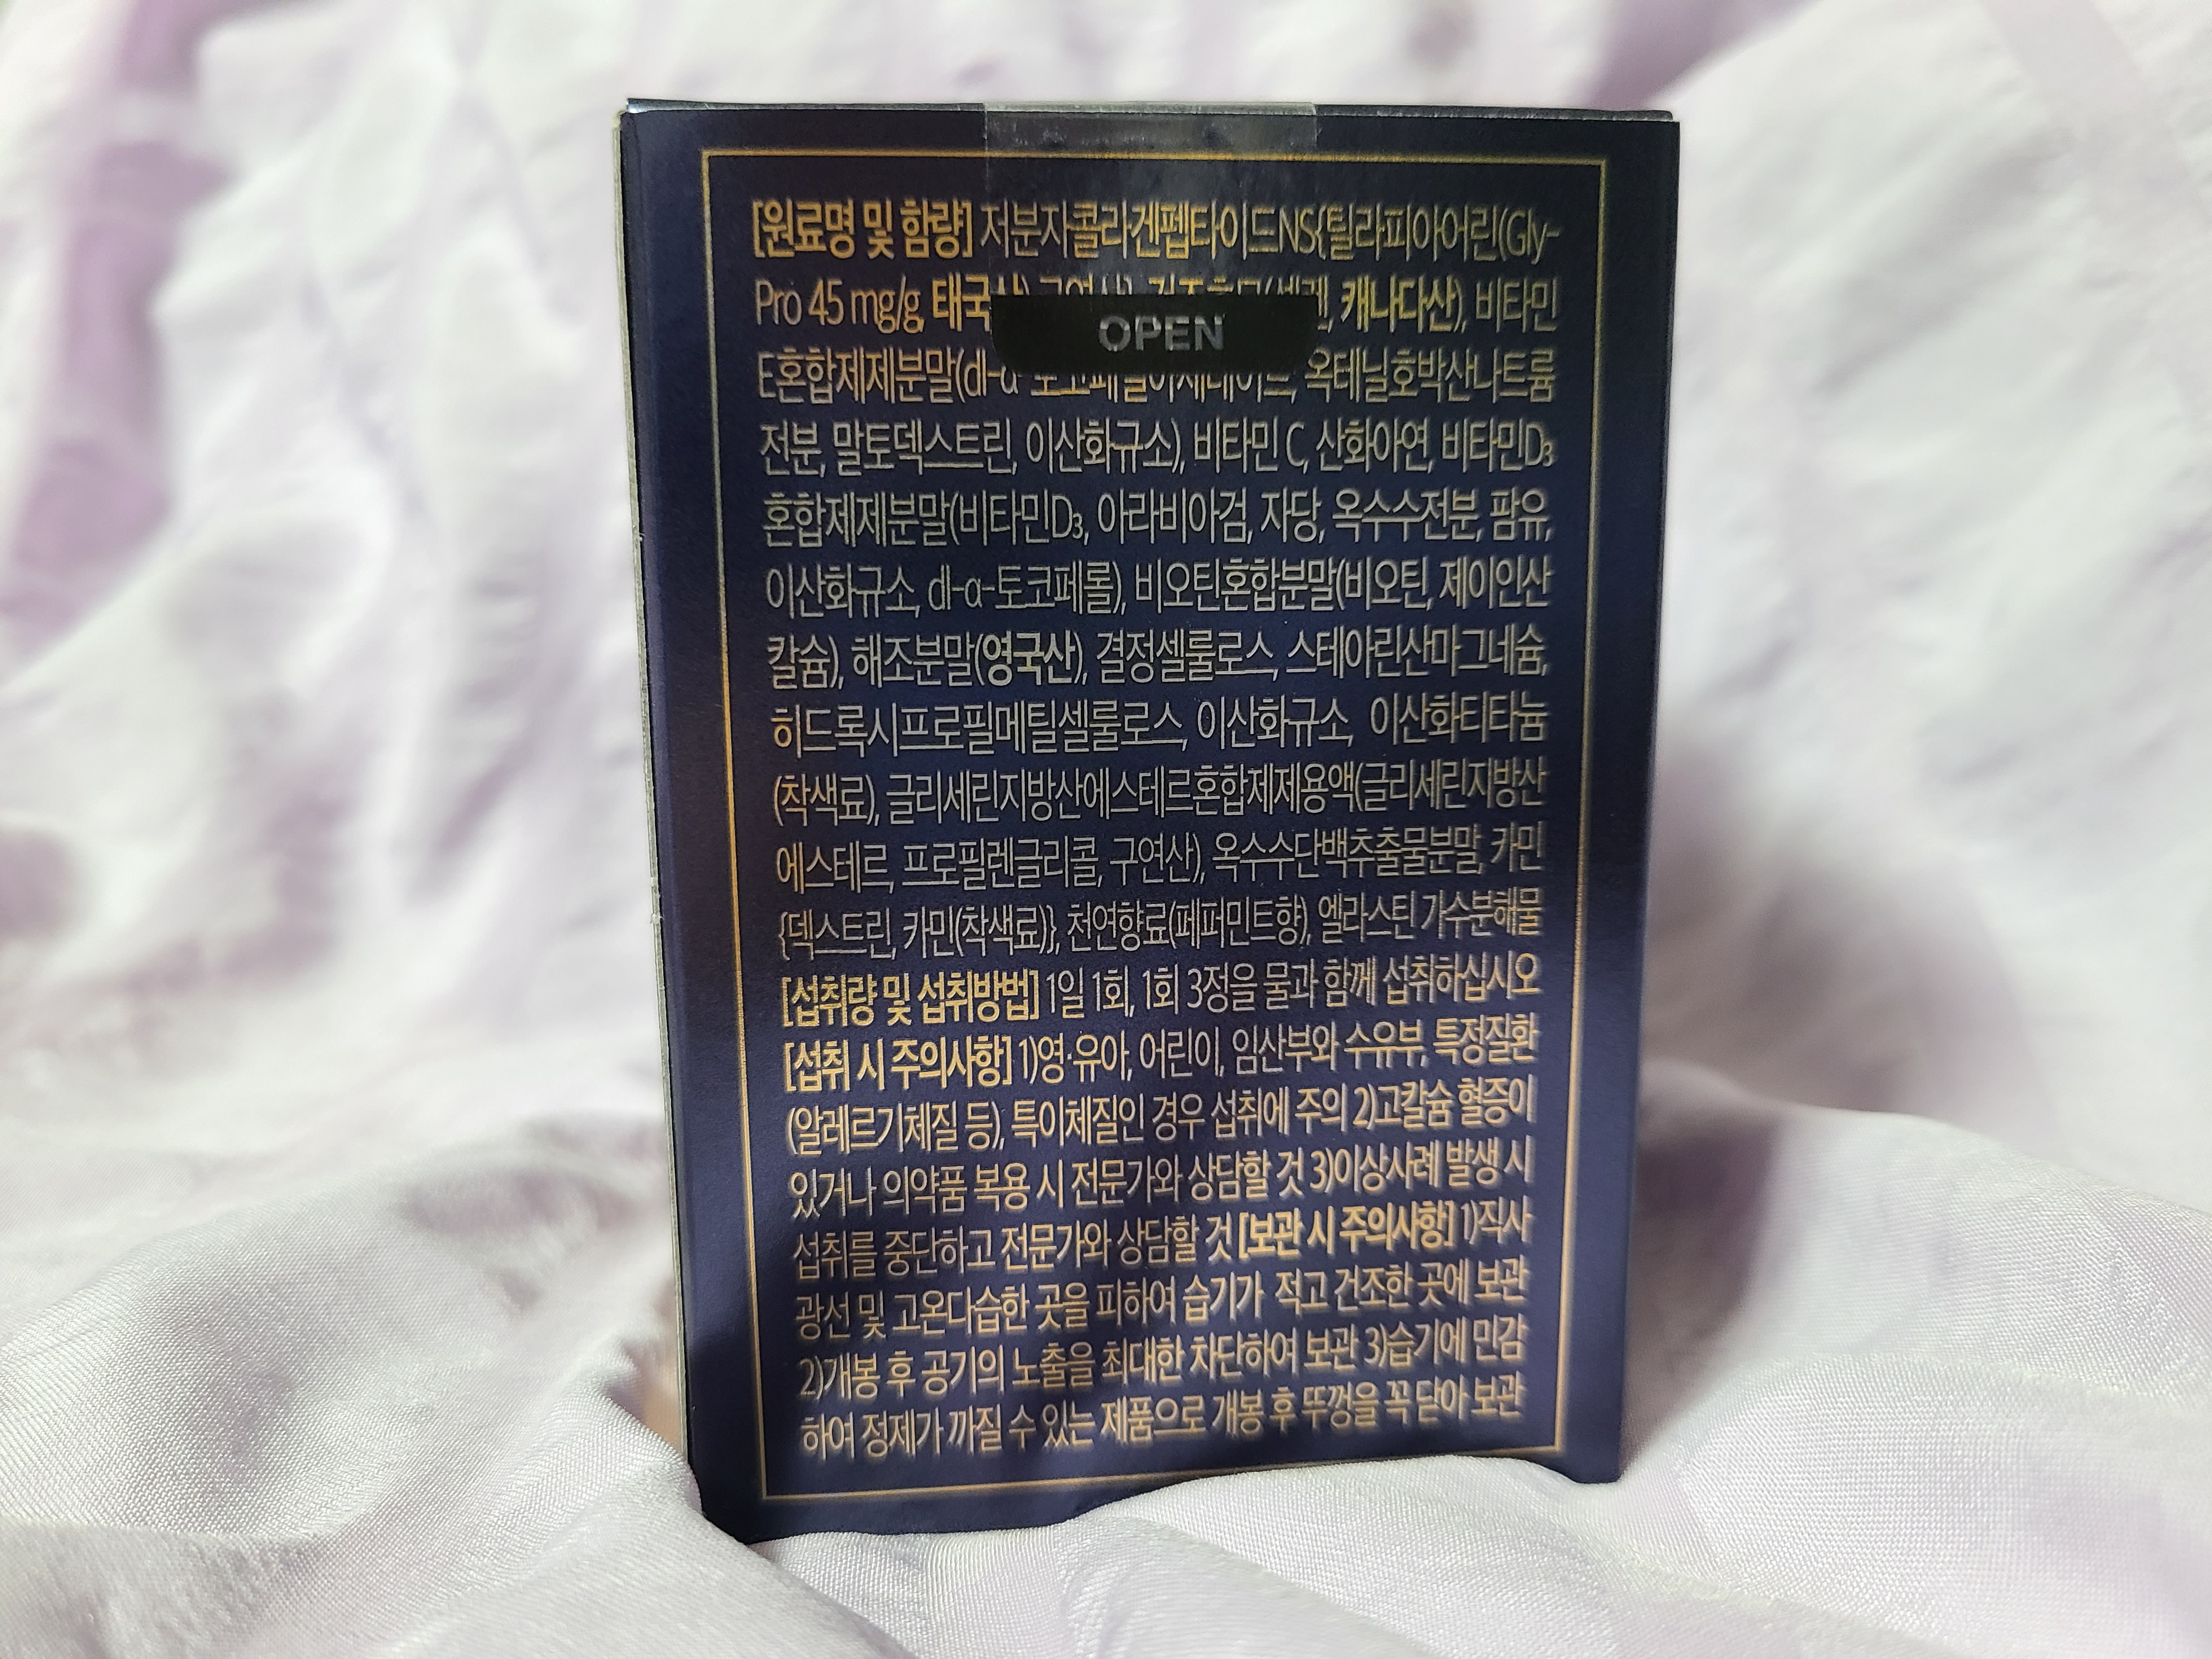 [원료명 및 함량] 저분자콜라겐펩타이드NS{틸라피아어린(Gly-
Pro 45 mg/g, 캐나다산), 비타민
OPEN
E혼합제제분말(dl-α- 옥테닐호박산나트륨
전분, 말토덱스트린, 이산화규소), 비타민 C, 산화아연, 비타민D₃
혼합제제분말(비타민D₃, 아라비아검, 자당, 옥수수전분, 팜유,
이산화규소, dl-α-토코페롤), 비오틴혼합분말(비오틴, 제이인산
칼슘), 해조분말(영국산), 결정셀룰로스, 스테아린산마그네슘,
히드록시프로필메틸셀룰로스, 이산화규소, 이산화티타늄
(착색료), 글리세린지방산에스테르혼합제제용액(글리세린지방산
에스테르, 프로필렌글리콜, 구연산), 옥수수단백추출물분말, 카민
{덱스트린, 카민(착색료)}, 천연향료(페퍼민트향), 엘라스틴 가수분해물
[섭취량 및 섭취방법] 1일 1회, 1회 3정을 물과 함께 섭취하십시오
[섭취 시 주의사항] 1)영·유아, 어린이, 임산부와 수유부, 특정질환
(알레르기체질 등), 특이체질인 경우 섭취에 주의 2)고칼슘 혈증이
있거나 의약품 복용 시 전문가와 상담할 것 3)이상사례 발생 시
섭취를 중단하고 전문가와 상담할 것 [보관 시 주의사항] 1)직사
광선 및 고온다습한 곳을 피하여 습기가 적고 건조한 곳에 보관
2)개봉 후 공기의 노출을 최대한 차단하여 보관 3)습기에 민감
하여 정제가 까질 수 있는 제품으로 개봉 후 뚜껑을 꼭 닫아 보관